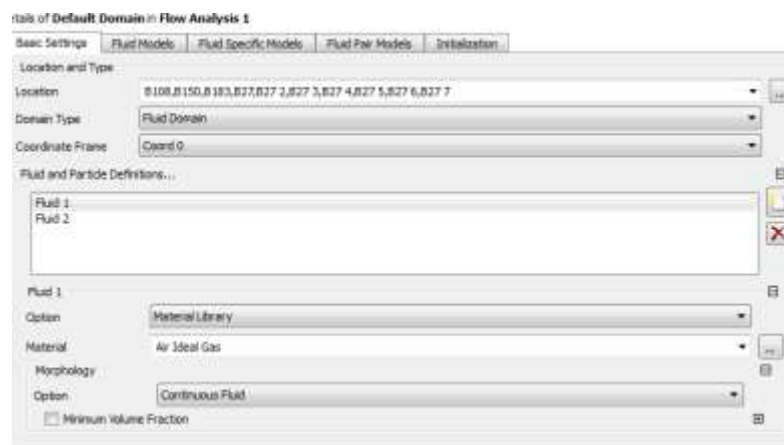 tails of Default Domain in Flow Analysis 1
Basic Settings Fluid Models Fluid Specific Models Fluid Pair Models Initialization
Location and Type
Location B108,B150,B183,B27,B27 2,B27 3,B27 4,B27 5,B27 6,B27 7 ...
Domain Type Fluid Domain
Coordinate Frame Coord 0
Fluid and Particle Definitions...
Fluid 1
Fluid 2
Fluid 1
Option Material Library
Material Air Ideal Gas ...
Morphology
Option Continuous Fluid
Minimum Volume Fraction